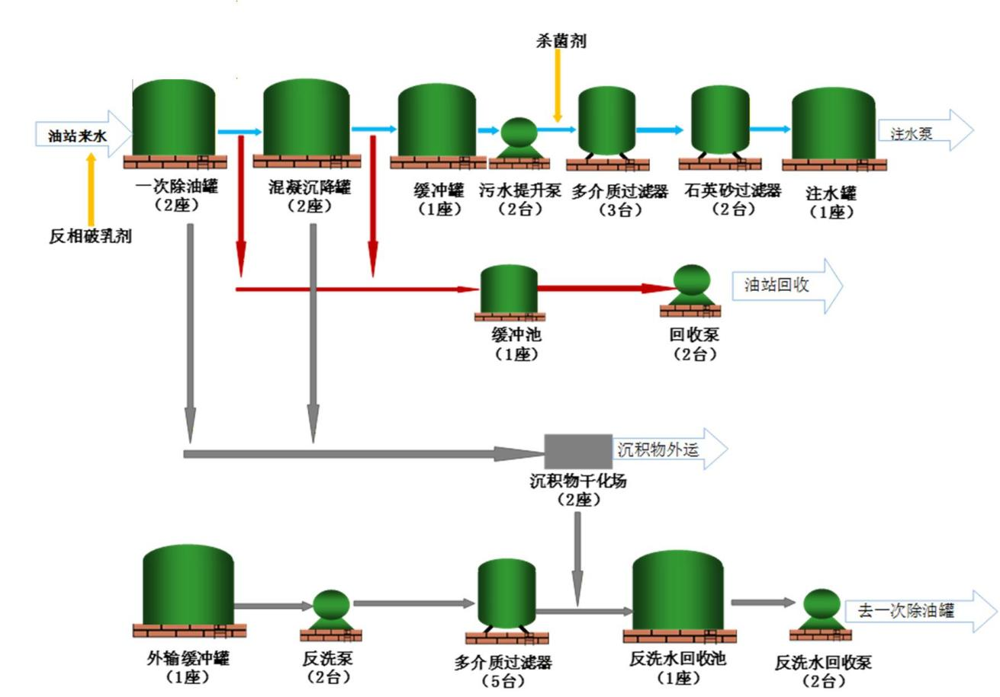 杀菌剂
油站来水
注水泵
一次除油罐
（2座）
混凝沉降罐
（2座）
缓冲罐
（1座）
污水提升泵
（2台）
多介质过滤器
（3台）
石英砂过滤器
（2台）
注水罐
（1座）
反相破乳剂
油站回收
缓冲池
（1座）
回收泵
（2台）
沉积物外运
沉积物干化场
（2座）
去一次除油罐
外输缓冲罐
（1座）
反洗泵
（2台）
多介质过滤器
（5台）
反洗水回收池
（1座）
反洗水回收泵
（2台）